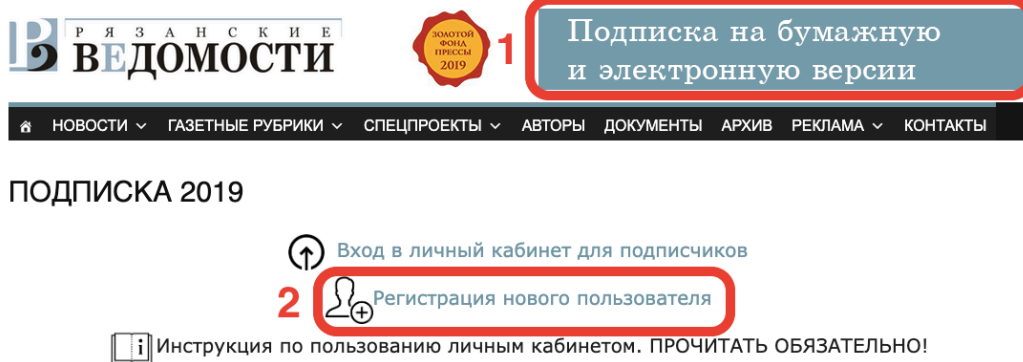 РЯЗАНСКИЕ
ВЕДОМОСТИ
ЗОЛОТОЙ
ФОНД
ПРЕССЫ
2019
1
Подписка на бумажную
и электронную версии
НОВОСТИ ГАЗЕТНЫЕ РУБРИКИ СПЕЦПРОЕКТЫ АВТОРЫ ДОКУМЕНТЫ АРХИВ РЕКЛАМА КОНТАКТЫ
ПОДПИСКА 2019
Вход в личный кабинет для подписчиков
2 Регистрация нового пользователя
i Инструкция по пользованию личным кабинетом. ПРОЧИТАТЬ ОБЯЗАТЕЛЬНО!